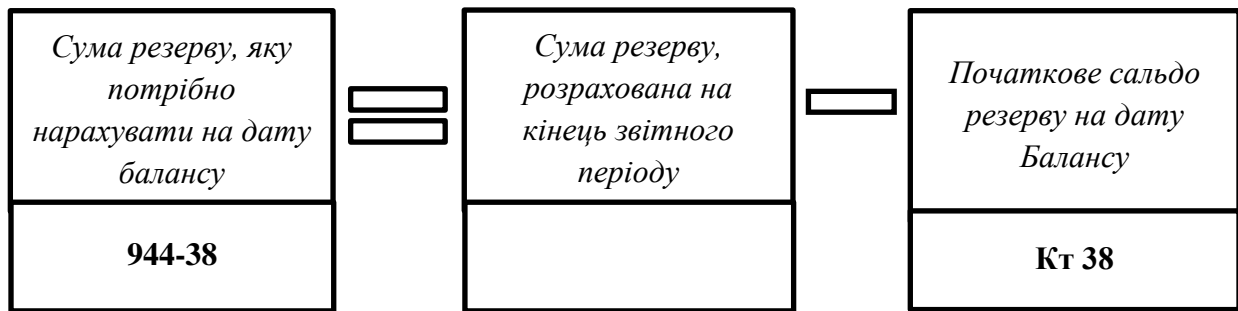 Сума резерву, яку
потрібно
нарахувати на дату
балансу
944-38
Сума резерву,
розрахована на
кінець звітного
періоду
Початкове сальдо
резерву на дату
Балансу
Кт 38